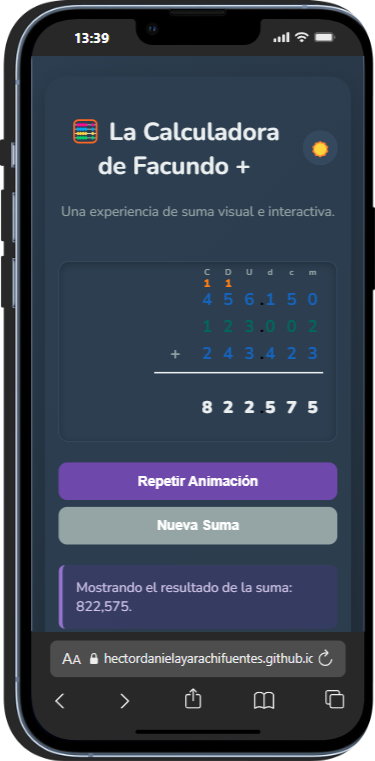 13:39
La Calculadora
de Facundo +
Una experiencia de suma visual e interactiva.
C D U d c m
1 1
4 5 6 . 1 5 0
1 2 3 . 0 0 2
+ 2 4 3 . 4 2 3
8 2 2 . 5 7 5
Repetir Animación
Nueva Suma
Mostrando el resultado de la suma:
822,575.
AA hectordanielayarachifuentes.github.ic